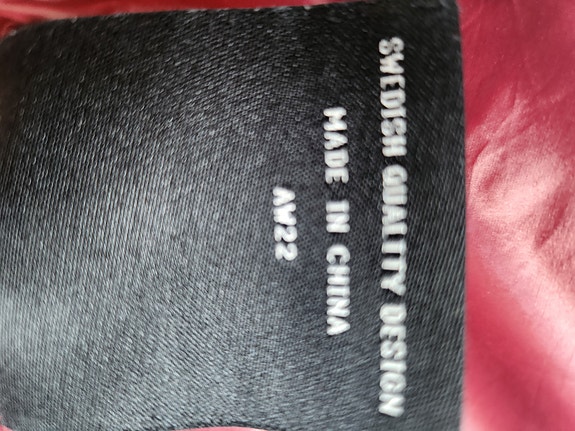 SWEDISH QUALITY DESIGN
MADE IN CHINA
AW22